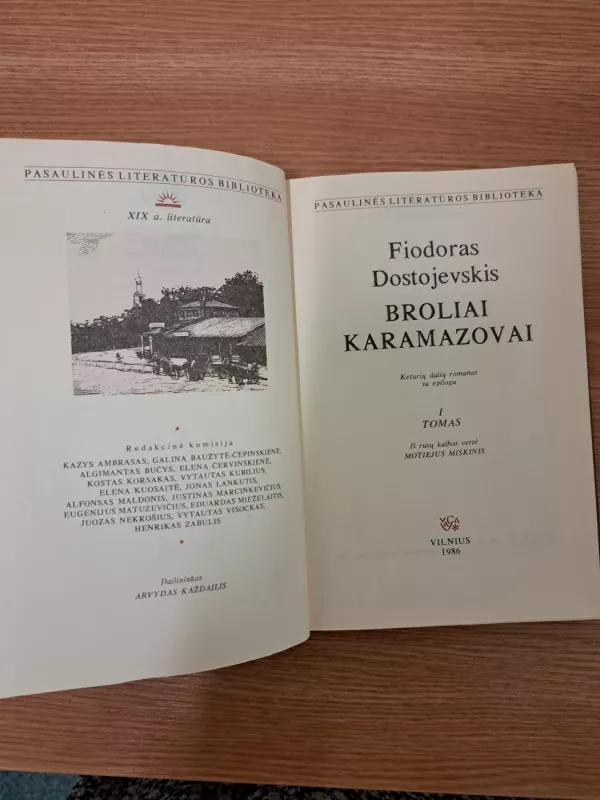 PASAULINĖS LITERATŪROS BIBLIOTEKA
XIX a. literatūra
Redakcinė komisija
KAZYS AMBRASAS, GALINA BAUŽYTĖ-ČEPINSKIENĖ,
ALGIMANTAS BUČYS, ELENA ČERVINSKIENĖ,
KOSTAS KORSAKAS, VYTAUTAS KUBILIUS,
ELENA KUOSAITĖ, JONAS LANKUTIS,
ALFONSAS MALDONIS, JUSTINAS MARCINKEVIČIUS,
EUGENIJUS MATUZEVIČIUS, EDUARDAS MIEŽELAITIS,
JUOZAS NEKROŠIUS, VYTAUTAS VISOCKAS,
HENRIKAS ZABULIS
Dailininkas
ARVYDAS KAŽDAILIS
PASAULINĖS LITERATŪROS BIBLIOTEKA
Fiodoras
Dostojevskis
BROLIAI
KARAMAZOVAI
Keturių dalių romanas
su epilogu
I
TOMAS
Iš rusų kalbos vertė
MOTIEJUS MIŠKINIS
VILNIUS
1986